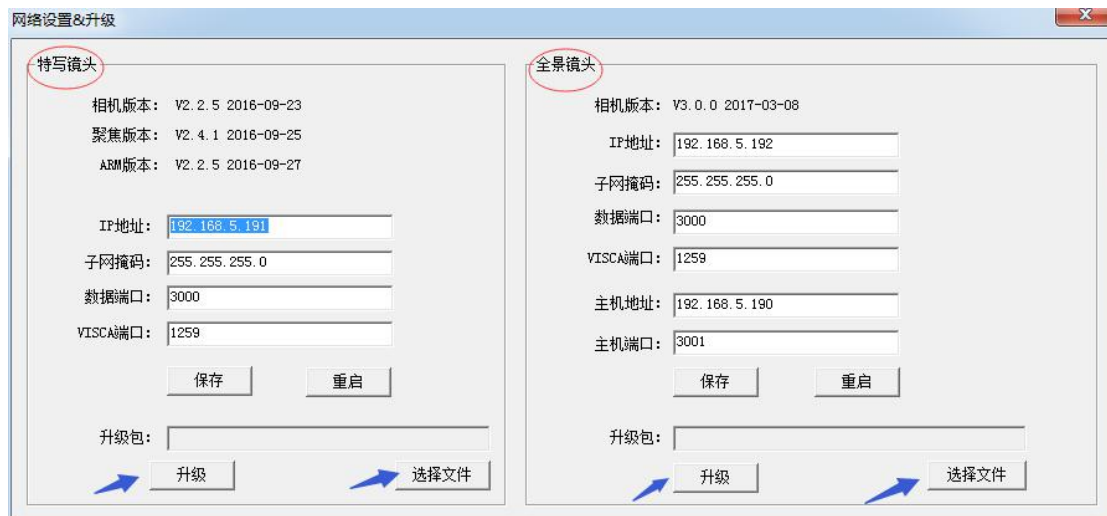 网络设置&升级
X
特写镜头
相机版本： V2.2.5 2016-09-23
聚焦版本： V2.4.1 2016-09-25
ARM版本： V2.2.5 2016-09-27
IP地址： 192.168.5.191
子网掩码： 255.255.255.0
数据端口： 3000
VISCA端口： 1259
保存 重启
升级包：
升级 选择文件
全景镜头
相机版本： V3.0.0 2017-03-08
IP地址： 192.168.5.192
子网掩码： 255.255.255.0
数据端口： 3000
VISCA端口： 1259
主机地址： 192.168.5.190
主机端口： 3001
保存 重启
升级包：
升级 选择文件